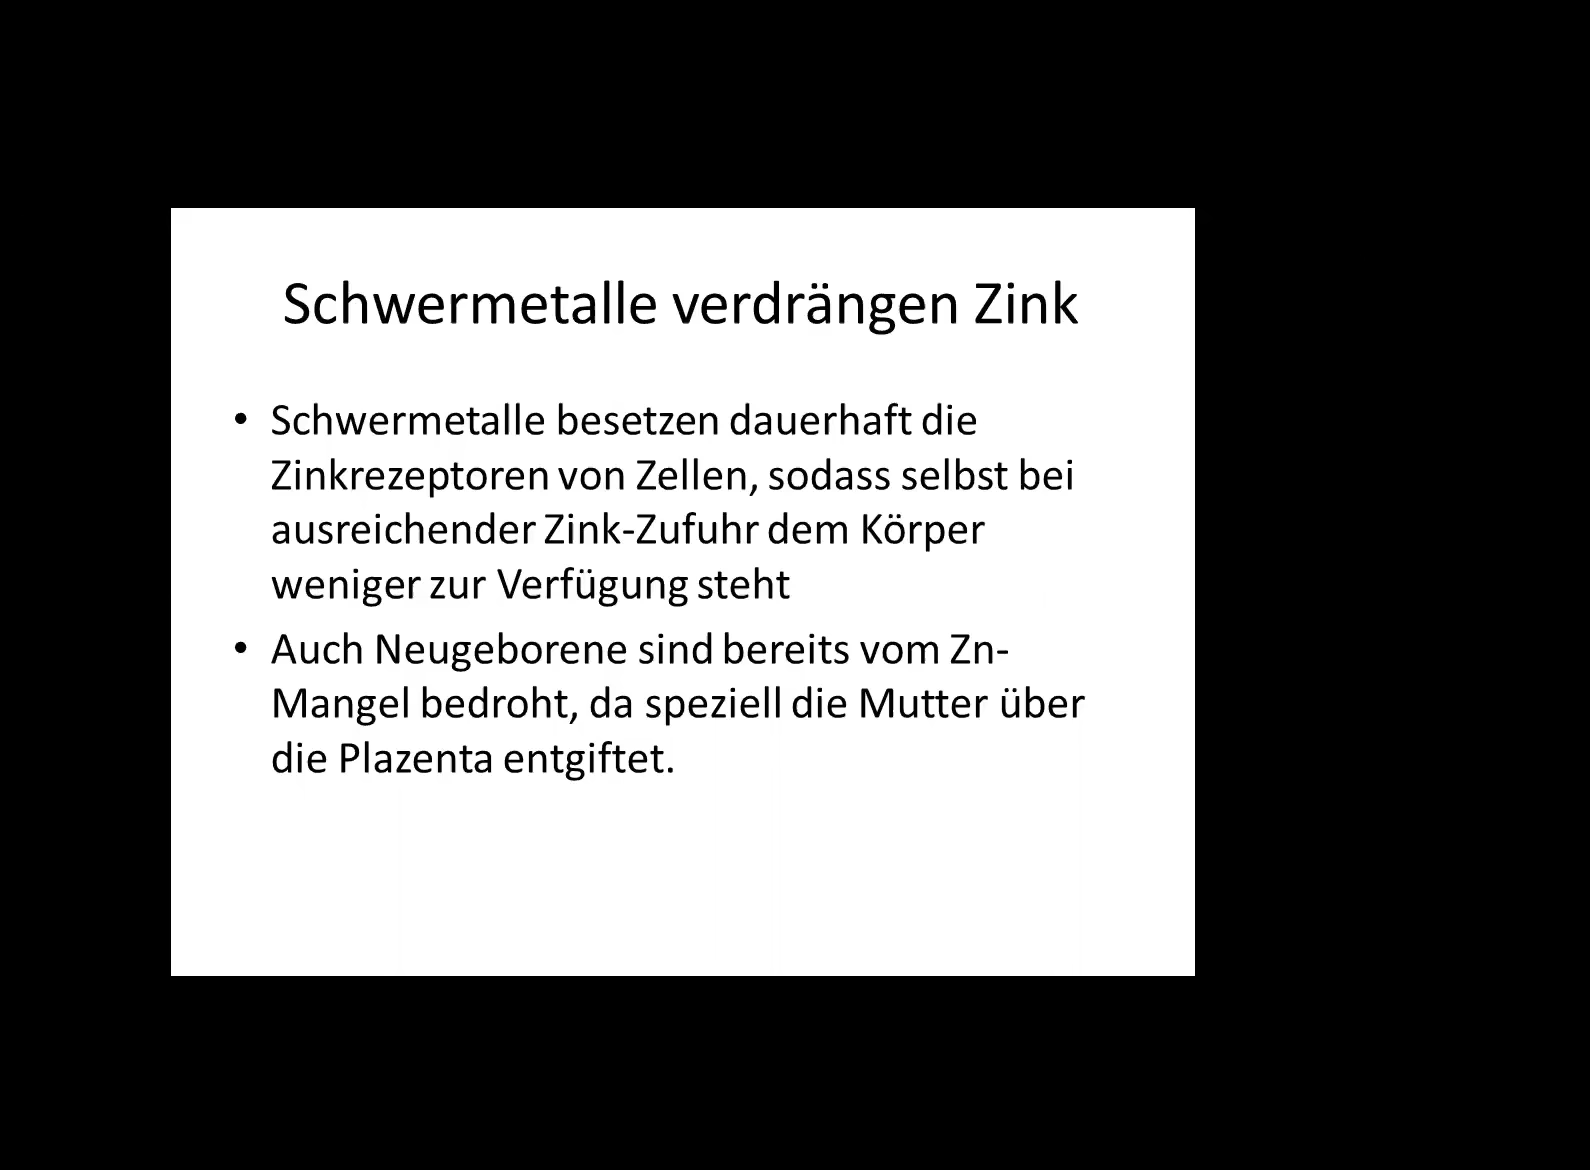 Schwermetalle verdrängen Zink
• Schwermetalle besetzen dauerhaft die
Zinkrezeptoren von Zellen, sodass selbst bei
ausreichender Zink-Zufuhr dem Körper
weniger zur Verfügung steht
• Auch Neugeborene sind bereits vom Zn-
Mangel bedroht, da speziell die Mutter über
die Plazenta entgiftet.